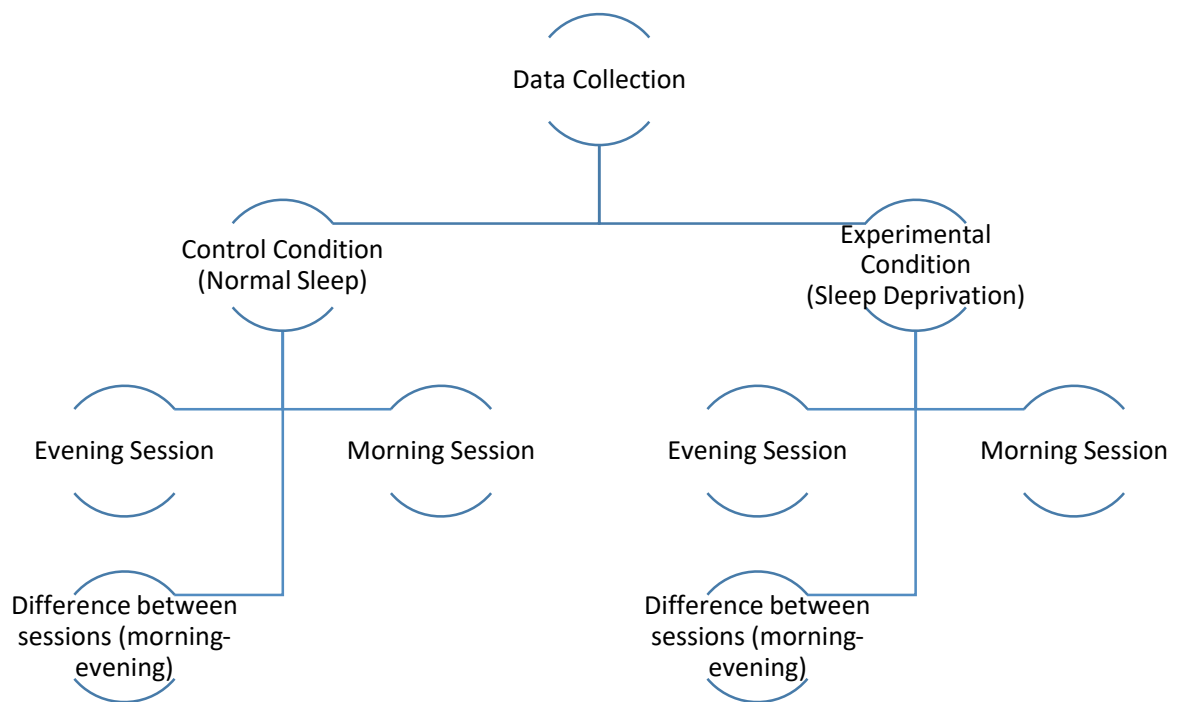 Data Collection
Control Condition
(Normal Sleep)
Experimental
Condition
(Sleep Deprivation)
Evening Session
Morning Session
Evening Session
Morning Session
Difference between
sessions (morning-
evening)
Difference between
sessions (morning-
evening)